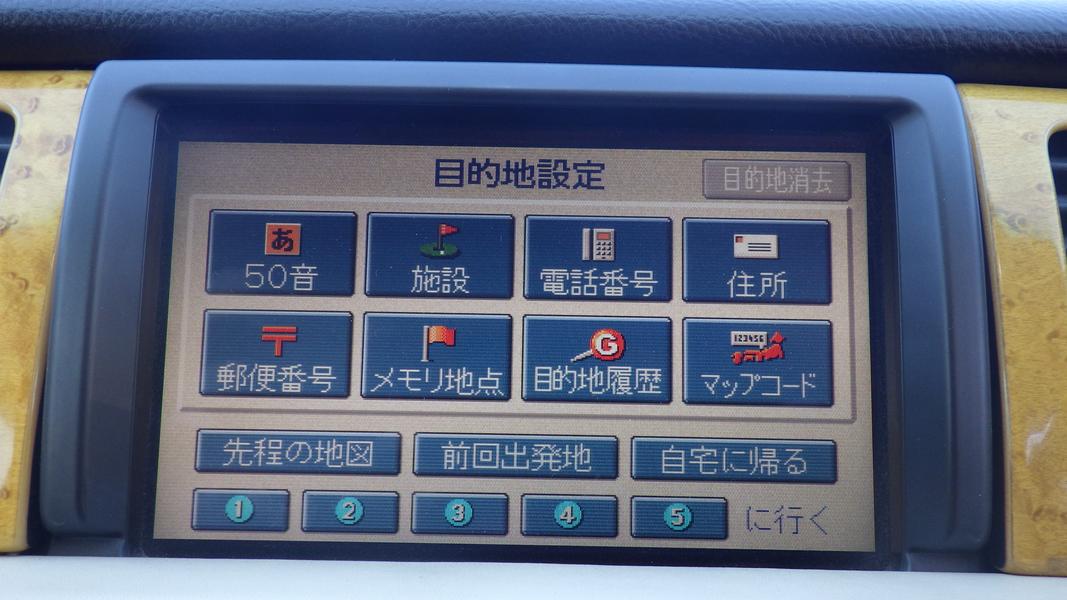 目的地設定
目的地消去
あ
50音
施設
電話番号
住所
〒
郵便番号
メモリ地点
G
目的地履歴
123456
マップコード
先程の地図
前回出発地
自宅に帰る
1 2 3 4 5 に行く